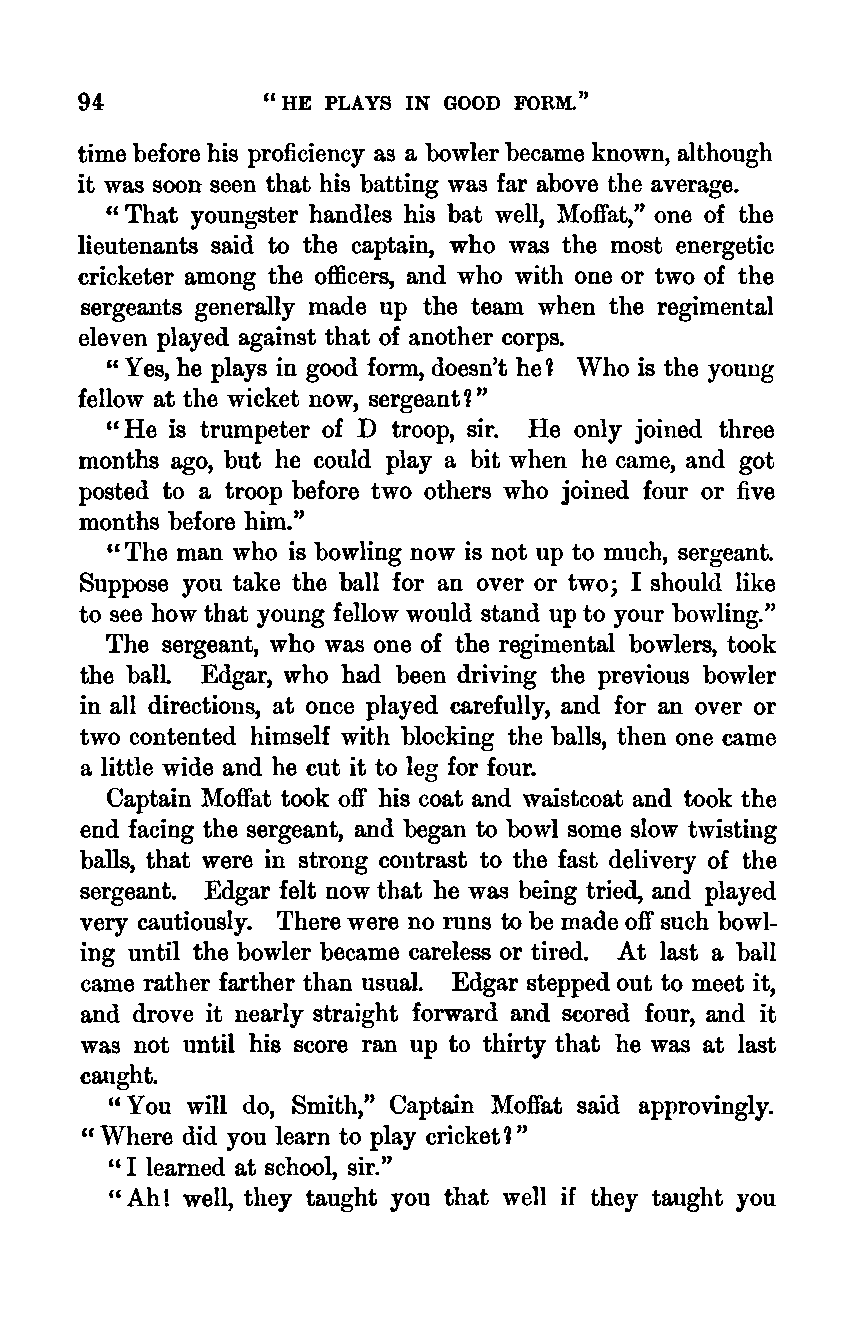 94 “HE PLAYS IN GOOD FORM.”
time before his proficiency as a bowler became known, although
it was soon seen that his batting was far above the average.
“That youngster handles his bat well, Moffat,” one of the
lieutenants said to the captain, who was the most energetic
cricketer among the officers, and who with one or two of the
sergeants generally made up the team when the regimental
eleven played against that of another corps.
“Yes, he plays in good form, doesn’t he? Who is the young
fellow at the wicket now, sergeant?”
“He is trumpeter of D troop, sir. He only joined three
months ago, but he could play a bit when he came, and got
posted to a troop before two others who joined four or five
months before him.”
“The man who is bowling now is not up to much, sergeant.
Suppose you take the ball for an over or two; I should like
to see how that young fellow would stand up to your bowling.”
The sergeant, who was one of the regimental bowlers, took
the ball. Edgar, who had been driving the previous bowler
in all directions, at once played carefully, and for an over or
two contented himself with blocking the balls, then one came
a little wide and he cut it to leg for four.
Captain Moffat took off his coat and waistcoat and took the
end facing the sergeant, and began to bowl some slow twisting
balls, that were in strong contrast to the fast delivery of the
sergeant. Edgar felt now that he was being tried, and played
very cautiously. There were no runs to be made off such bowl-
ing until the bowler became careless or tired. At last a ball
came rather farther than usual. Edgar stepped out to meet it,
and drove it nearly straight forward and scored four, and it
was not until his score ran up to thirty that he was at last
caught.
“You will do, Smith,” Captain Moffat said approvingly.
“Where did you learn to play cricket?”
“I learned at school, sir.”
“Ah! well, they taught you that well if they taught you